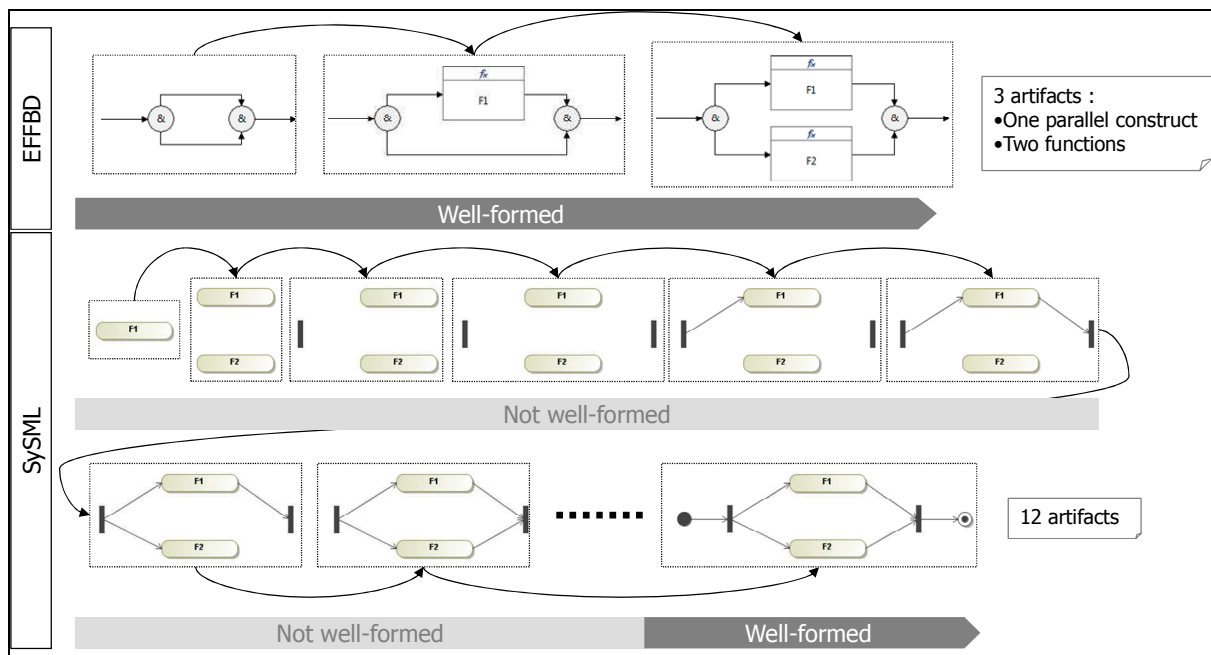 EFFBD
&
&
fx
F1
&
&
fx
F1
&
&
fx
F2
3 artifacts :
•One parallel construct
•Two functions
Well-formed
SySML
F1
F1
F2
F1
F2
F1
F2
F1
F2
F1
F2
Not well-formed
F1
F2
F1
F2
F1
F2
12 artifacts
Not well-formed
Well-formed